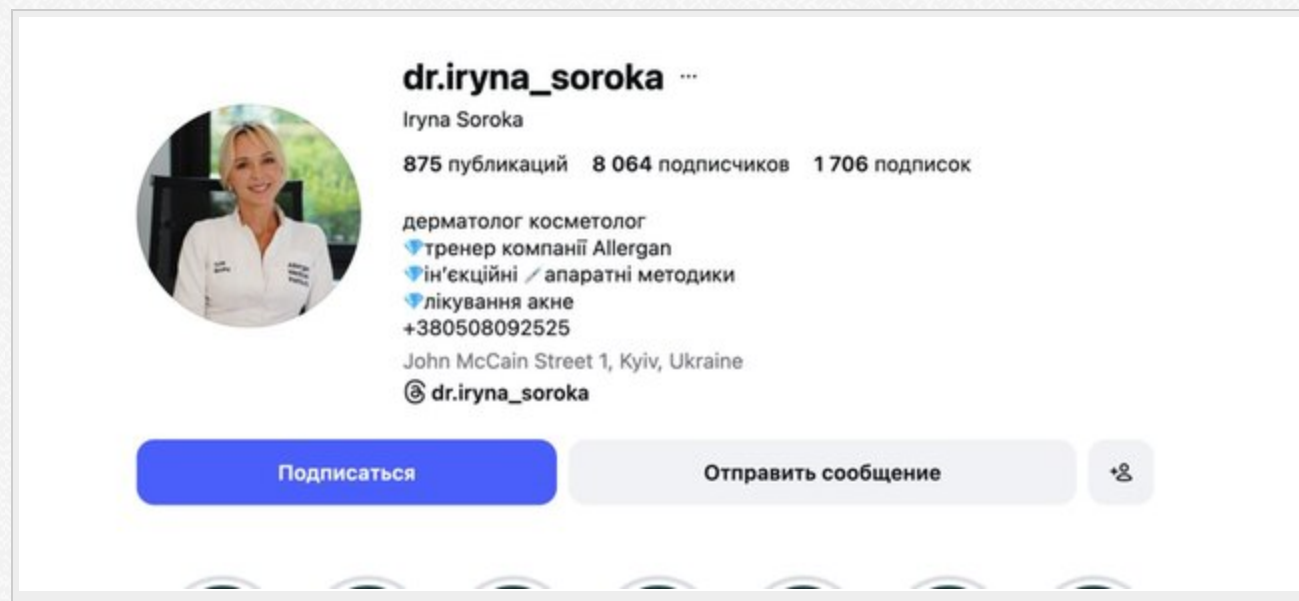 dr.iryna_soroka ...
Iryna Soroka
875 публикаций 8 064 подписчиков 1 706 подписок
дерматолог косметолог
💎тренер компанії Allergan
💎ін’єкційні 💉апаратні методики
💎лікування акне
+380508092525
John McCain Street 1, Kyiv, Ukraine
dr.iryna_soroka
Подписаться
Отправить сообщение